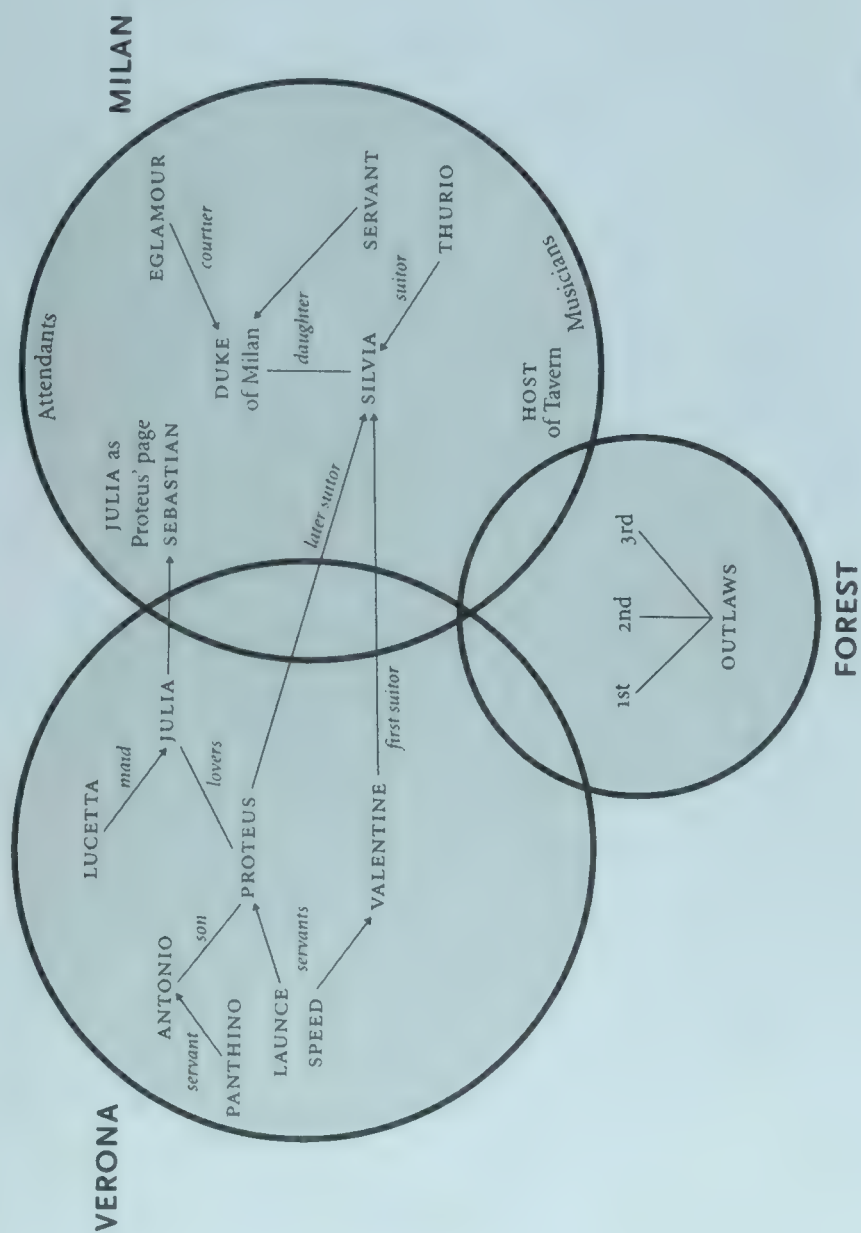 VERONA
ANTONIO
servant
son
PANTHINO
LAUNCE
servants
SPEED
LUCETTA
maid
JULIA
lovers
PROTEUS
VALENTINE
first suitor
later suitor
MILAN
Attendants
JULIA as
Proteus' page
SEBASTIAN
EGLAMOUR
courtier
DUKE
of Milan
daughter
SERVANT
SILVIA
suitor
THURIO
HOST
of Tavern
Musicians
1st
2nd
3rd
OUTLAWS
FOREST